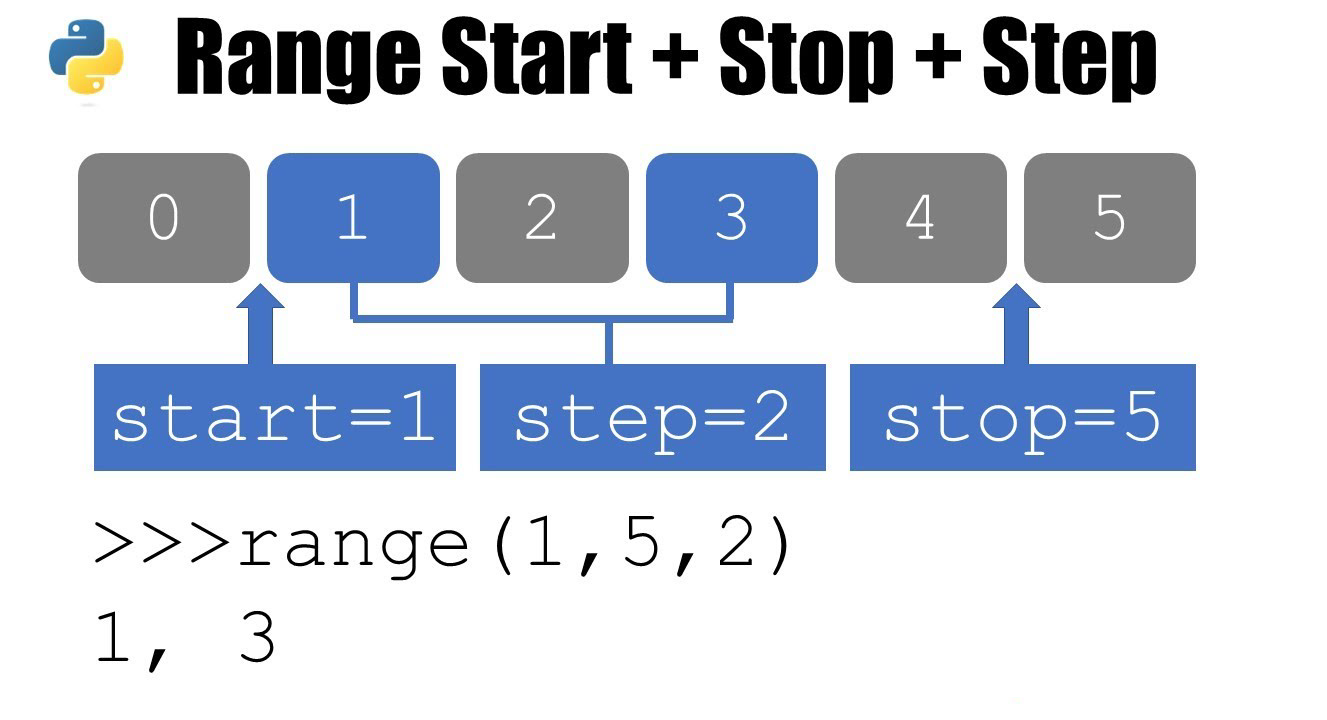 Range Start + Stop + Step
0 1 2 3 4 5
start=1 step=2 stop=5
>>>range(1,5,2)
1, 3